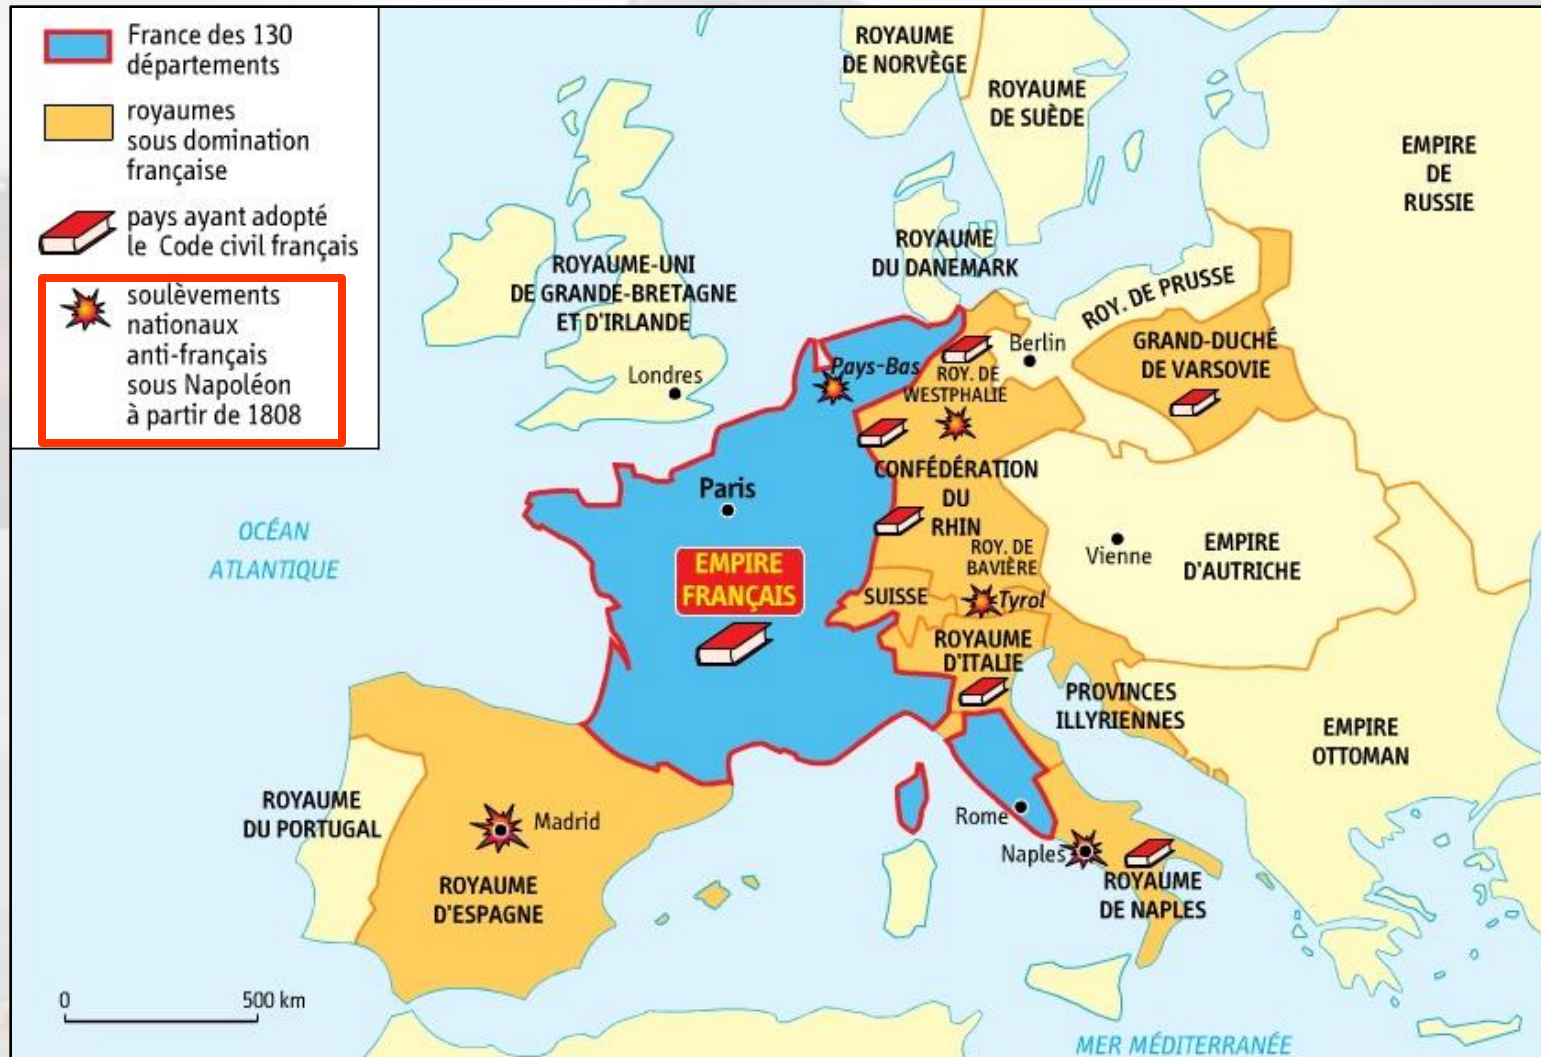 France des 130
départements
royaumes
sous domination
française
pays ayant adopté
le Code civil français
soulèvements
nationaux
anti-français
sous Napoléon
à partir de 1808
ROYAUME
DE NORVÈGE
ROYAUME
DE SUÈDE
EMPIRE
DE
RUSSIE
ROYAUME
DU DANEMARK
ROYAUME-UNI
DE GRANDE-BRETAGNE
ET D'IRLANDE
Londres
ROY. DE PRUSSE
Berlin
GRAND-DUCHÉ
DE VARSOVIE
Pays-Bas
ROY. DE
WESTPHALIE
CONFÉDÉRATION
DU
RHIN
Paris
OCÉAN
ATLANTIQUE
EMPIRE
FRANÇAIS
ROY. DE
BAVIÈRE
Vienne
EMPIRE
D'AUTRICHE
SUISSE
Tyrol
ROYAUME
D'ITALIE
PROVINCES
ILLYRIENNES
EMPIRE
OTTOMAN
ROYAUME
DU PORTUGAL
Madrid
ROYAUME
D'ESPAGNE
Rome
Naples
ROYAUME
DE NAPLES
0 500 km
MER MÉDITERRANÉE